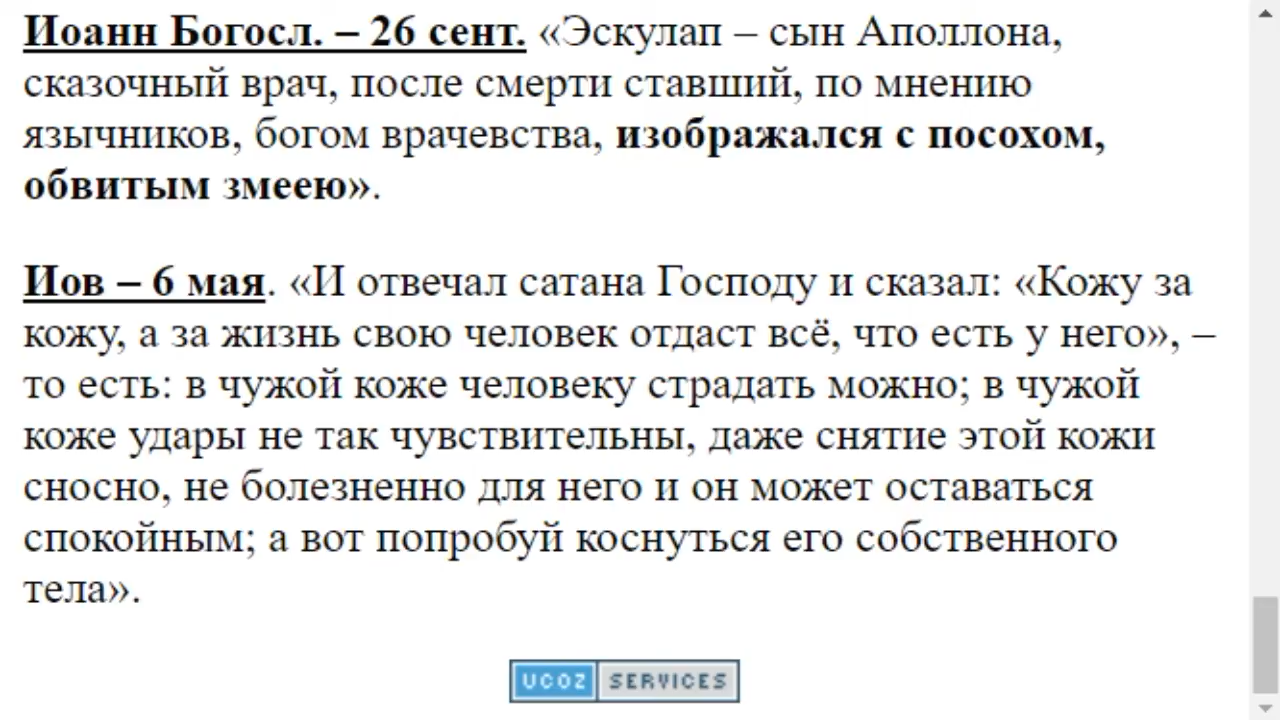 Иоанн Богосл. – 26 сент. «Эскулап – сын Аполлона,
сказочный врач, после смерти ставший, по мнению
язычников, богом врачевства, изображался с посохом,
обвитым змеею».
Иов – 6 мая. «И отвечал сатана Господу и сказал: «Кожу за
кожу, а за жизнь свою человек отдаст всё, что есть у него», –
то есть: в чужой коже человеку страдать можно; в чужой
коже удары не так чувствительны, даже снятие этой кожи
сносно, не болезненно для него и он может оставаться
спокойным; а вот попробуй коснуться его собственного
тела».
UCOZ SERVICES